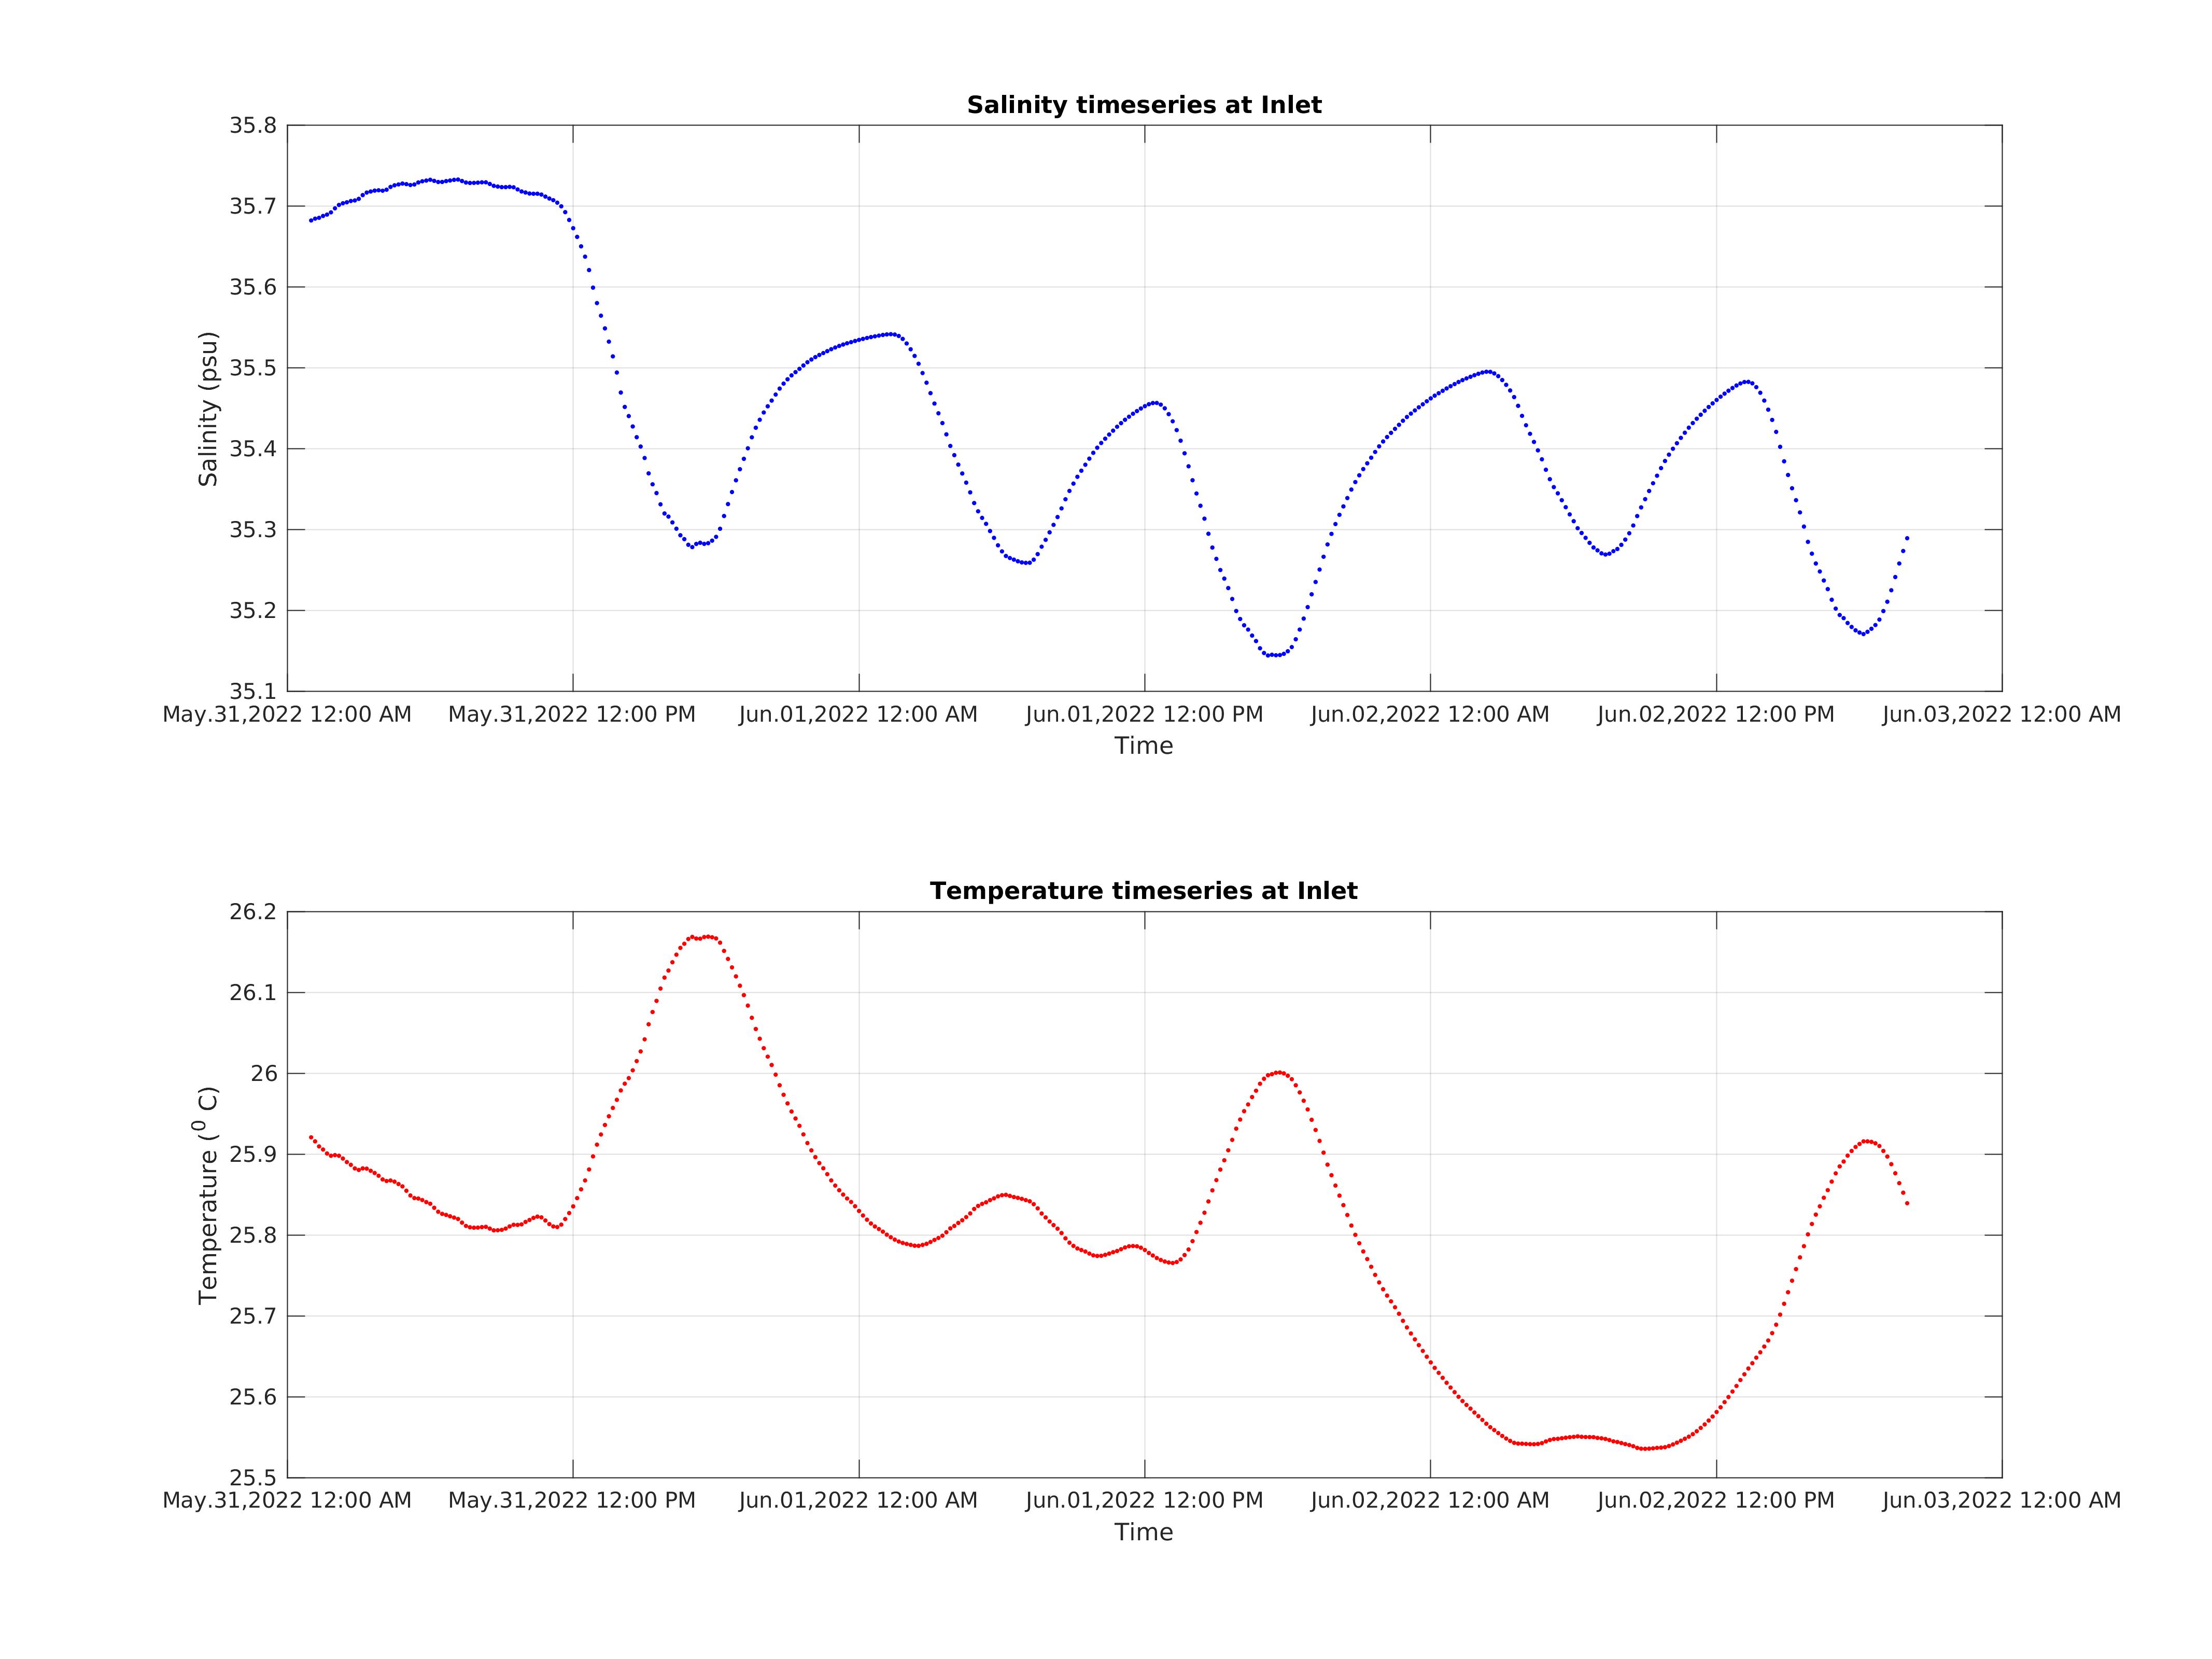 Salinity timeseries at Inlet
35.8
35.7
35.6
35.5
35.4
35.3
35.2
35.1
Salinity (psu)
May.31,2022 12:00 AM May.31,2022 12:00 PM Jun.01,2022 12:00 AM Jun.01,2022 12:00 PM Jun.02,2022 12:00 AM Jun.02,2022 12:00 PM Jun.03,2022 12:00 AM
Time
Temperature timeseries at Inlet
26.2
26.1
26
25.9
25.8
25.7
25.6
25.5
Temperature (⁰ C)
May.31,2022 12:00 AM May.31,2022 12:00 PM Jun.01,2022 12:00 AM Jun.01,2022 12:00 PM Jun.02,2022 12:00 AM Jun.02,2022 12:00 PM Jun.03,2022 12:00 AM
Time